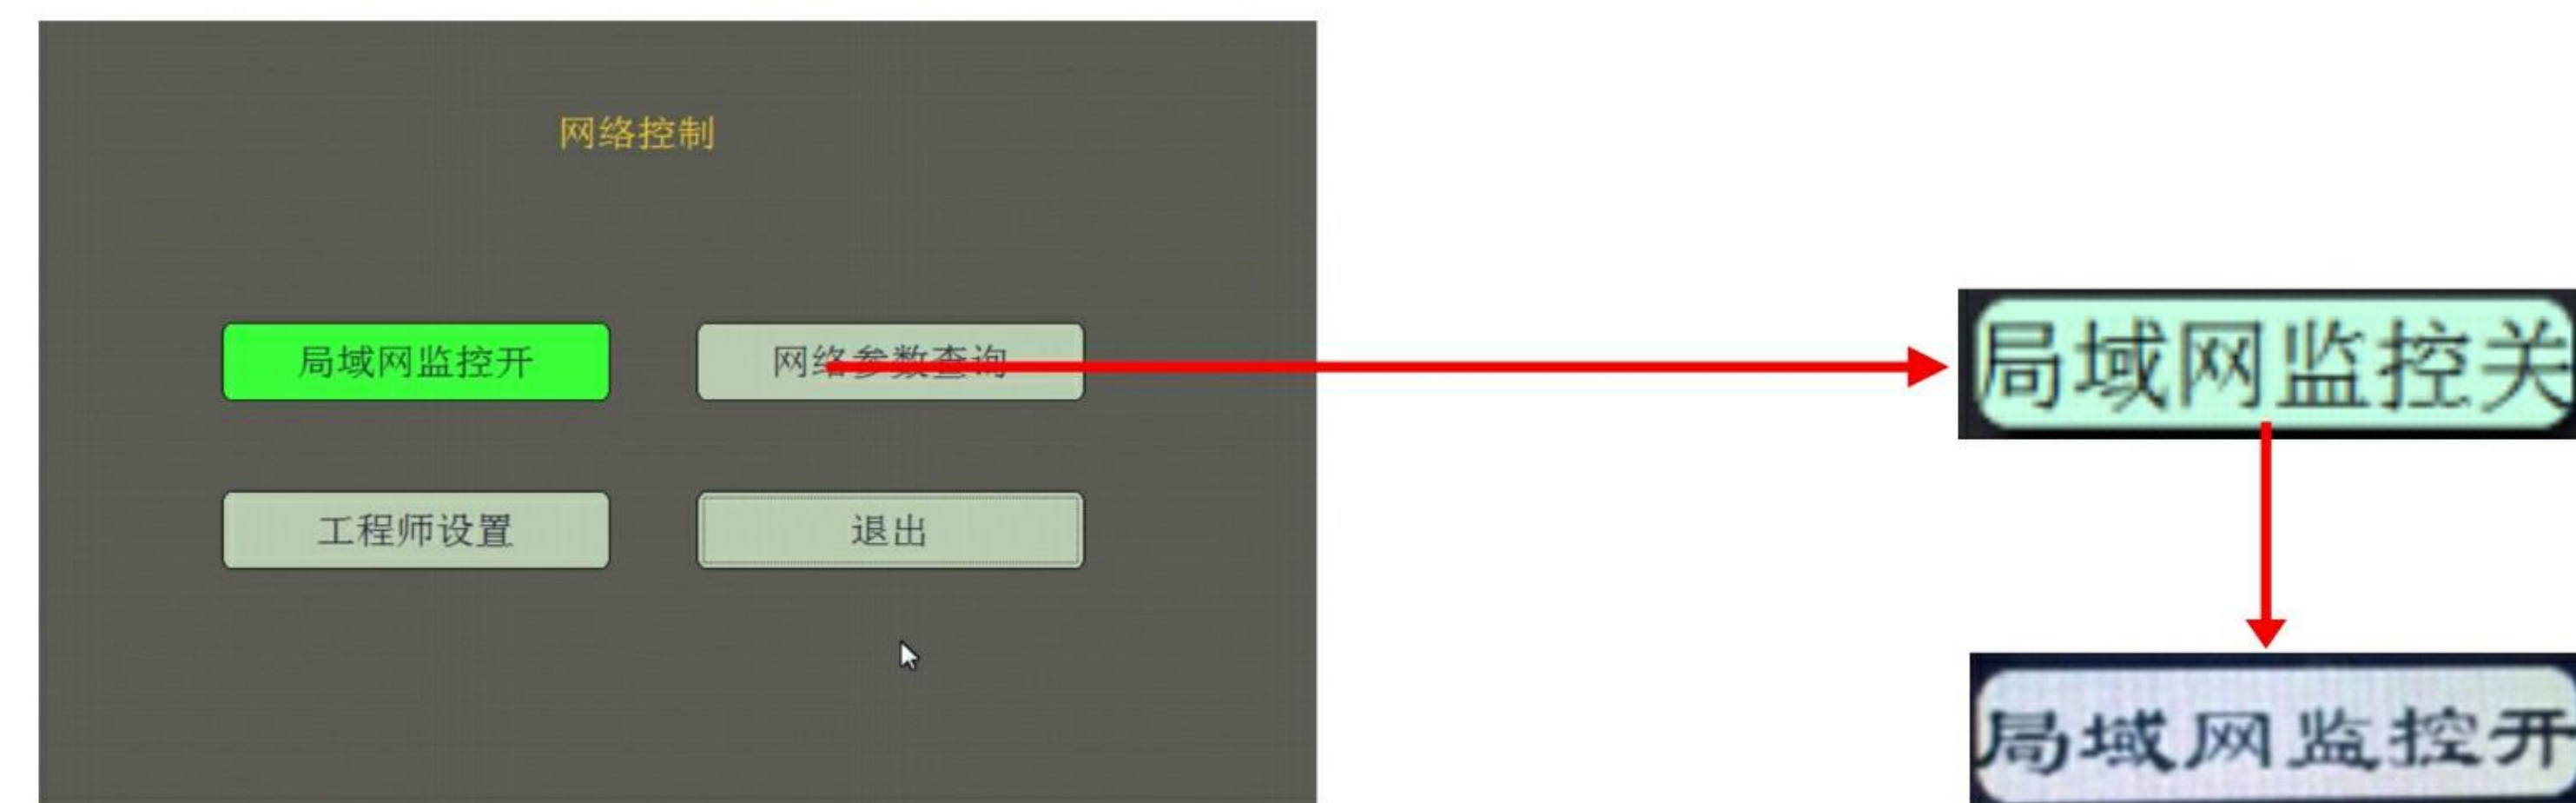 网络控制
局域网监控开
网络参数查询
局域网监控关
工程师设置
退出
局域网监控开